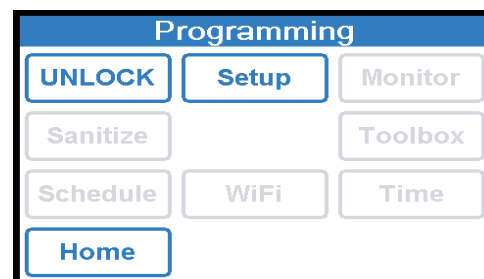 Programming
UNLOCK Setup Monitor
Sanitize Toolbox
Schedule WiFi Time
Home